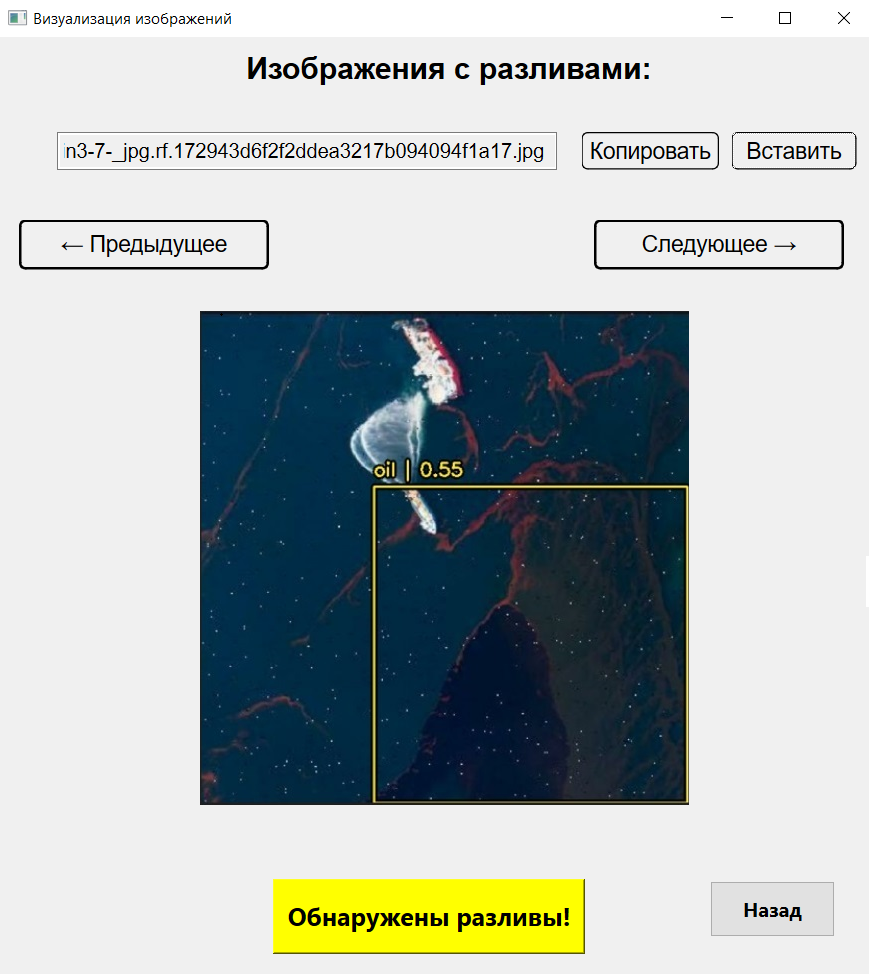 Визуализация изображений
Изображения с разливами:
n3-7-_jpg.rf.172943d6f2f2ddea3217b094094f1a17.jpg
Копировать
Вставить
← Предыдущее
Следующее →
oil | 0.55
Обнаружены разливы!
Назад